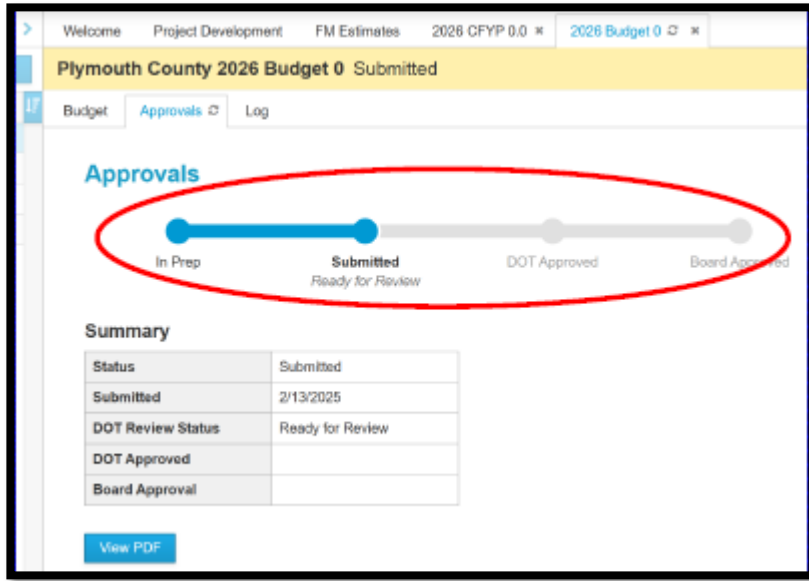 Welcome Project Development FM Estimates 2026 CFYP 0.0 2026 Budget 0
Plymouth County 2026 Budget 0 Submitted
Budget Approvals Log
Approvals
In Prep Submitted DOT Approved Board Approved
Ready for Review
Summary
Status Submitted
Submitted 2/13/2025
DOT Review Status Ready for Review
DOT Approved
Board Approval
View PDF